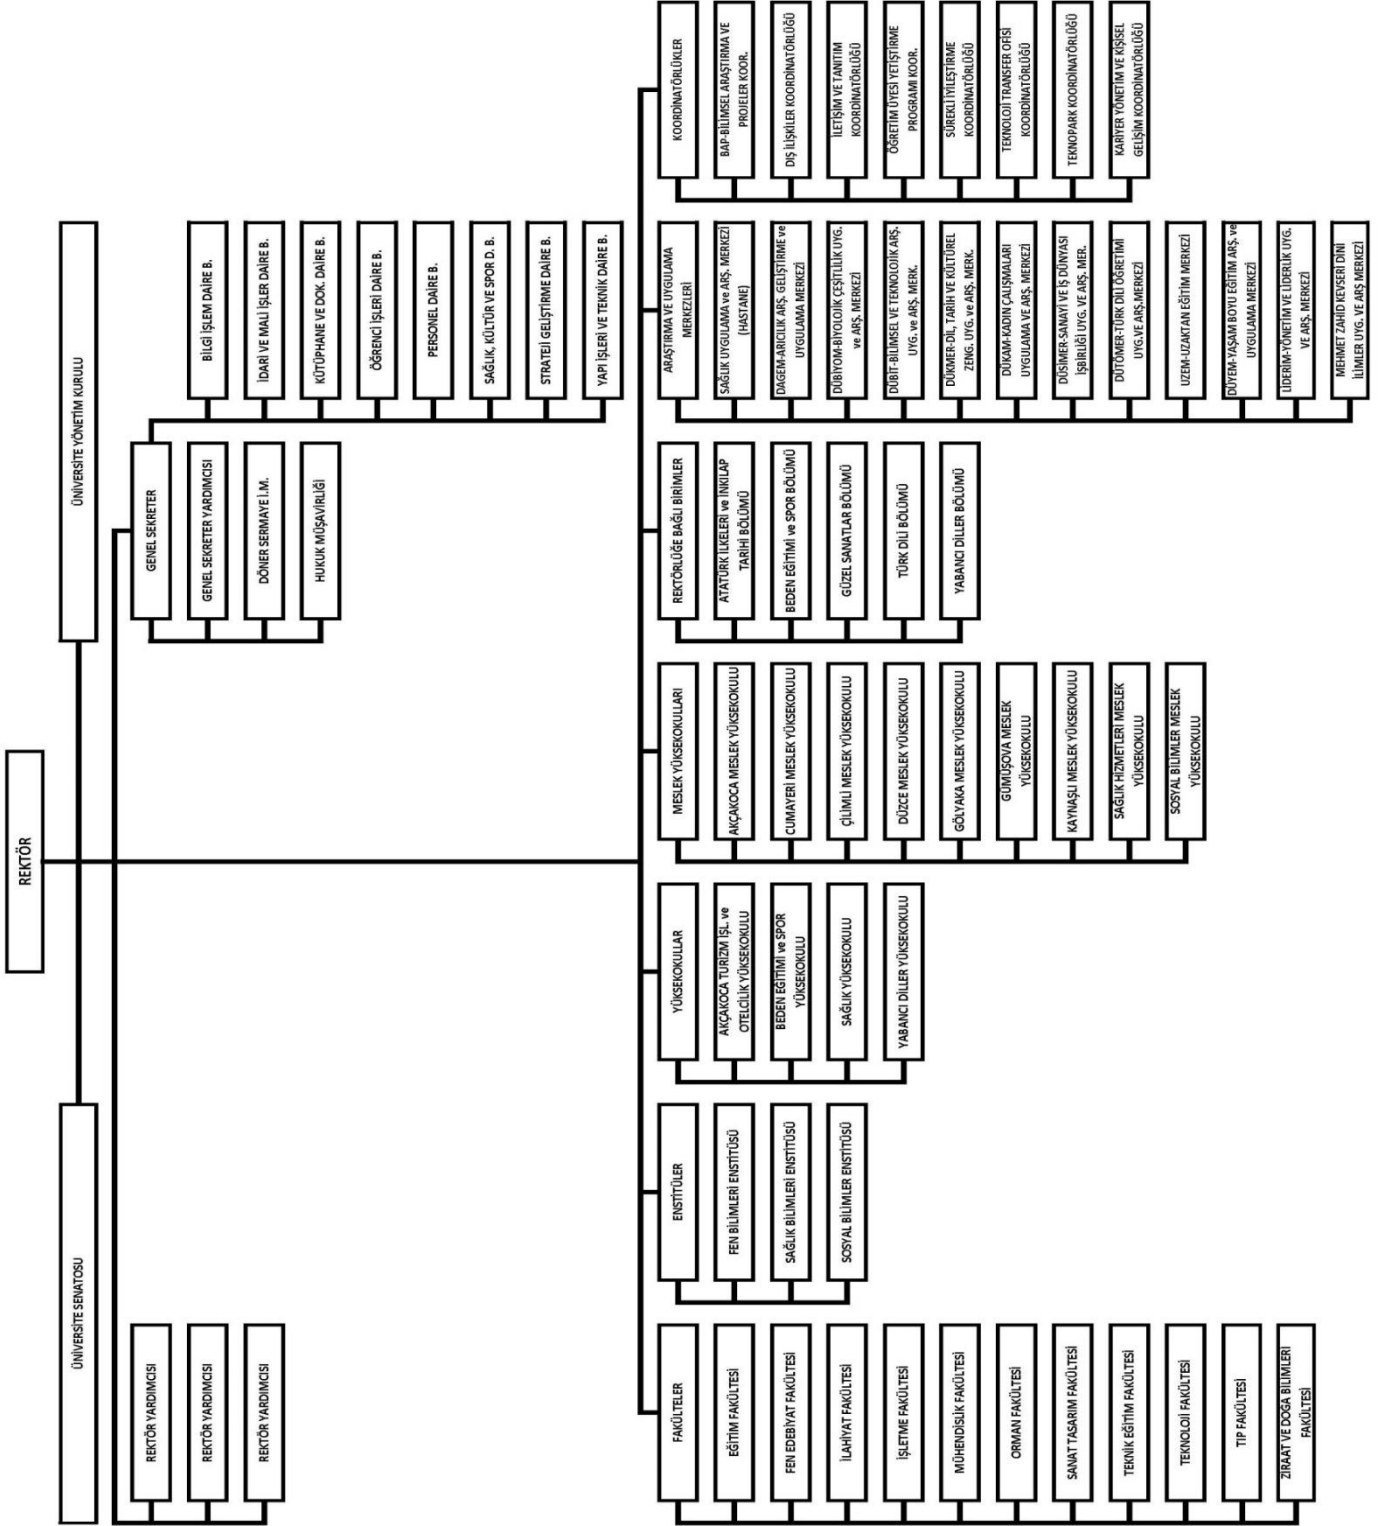 REKTÖR
ÜNİVERSİTE SENATOSU
ÜNİVERSİTE YÖNETİM KURULU
REKTÖR YARDIMCISI
REKTÖR YARDIMCISI
REKTÖR YARDIMCISI
GENEL SEKRETER
GENEL SEKRETER YARDIMCISI
DÖNER SERMAYE İ.M.
HUKUK MÜŞAVİRLİĞİ
BİLGİ İŞLEM DAİRE B.
İDARİ VE MALİ İŞLER DAİRE B.
KÜTÜPHANE VE DOK. DAİRE B.
ÖĞRENCİ İŞLERİ DAİRE B.
PERSONEL DAİRE B.
SAĞLIK, KÜLTÜR VE SPOR D. B.
STRATEJİ GELİŞTİRME DAİRE B.
YAPI İŞLERİ VE TEKNİK DAİRE B.
FAKÜLTELER
EĞİTİM FAKÜLTESİ
FEN EDEBİYAT FAKÜLTESİ
İLAHİYAT FAKÜLTESİ
İŞLETME FAKÜLTESİ
MÜHENDİSLİK FAKÜLTESİ
ORMAN FAKÜLTESİ
SANAT TASARIM FAKÜLTESİ
TEKNİK EĞİTİM FAKÜLTESİ
TEKNOLOJİ FAKÜLTESİ
TIP FAKÜLTESİ
ZİRAAT VE DOĞA BİLİMLERİ
FAKÜLTESİ
ENSTİTÜLER
FEN BİLİMLERİ ENSTİTÜSÜ
SAĞLIK BİLİMLERİ ENSTİTÜSÜ
SOSYAL BİLİMLER ENSTİTÜSÜ
YÜKSEKOKULLAR
AKÇAKOCA TURİZM İŞL. ve
OTELCİLİK YÜKSEKOKULU
BEDEN EĞİTİMİ ve SPOR
YÜKSEKOKULU
SAĞLIK YÜKSEKOKULU
YABANCI DİLLER YÜKSEKOKULU
MESLEK YÜKSEKOKULLARI
AKÇAKOCA MESLEK YÜKSEKOKULU
CUMAYERİ MESLEK YÜKSEKOKULU
ÇİLİMLİ MESLEK YÜKSEKOKULU
DÜZCE MESLEK YÜKSEKOKULU
GÖLYAKA MESLEK YÜKSEKOKULU
GÜMÜŞOVA MESLEK
YÜKSEKOKULU
KAYNAŞLI MESLEK YÜKSEKOKULU
SAĞLIK HİZMETLERİ MESLEK
YÜKSEKOKULU
SOSYAL BİLİMLER MESLEK
YÜKSEKOKULU
REKTÖRLÜĞE BAĞLI BİRİMLER
ATATÜRK İLKELERİ ve İNKILAP
TARİHİ BÖLÜMÜ
BEDEN EĞİTİMİ ve SPOR BÖLÜMÜ
GÜZEL SANATLAR BÖLÜMÜ
TÜRK DİLİ BÖLÜMÜ
YABANCI DİLLER BÖLÜMÜ
ARAŞTIRMA VE UYGULAMA
MERKEZLERİ
SAĞLIK UYGULAMA ve ARŞ. MERKEZİ
(HASTANE)
DAGEM-ARICILIK ARŞ. GELİŞTİRME ve
UYGULAMA MERKEZİ
DÜBİYOM-BİYOLOJİK ÇEŞİTLİLİK UYG.
ve ARŞ. MERKEZİ
DÜBİT-BİLİMSEL VE TEKNOLOJİK ARŞ.
UYG. ve ARŞ. MERK.
DÜKMER-DİL, TARİH VE KÜLTÜREL
ZENG. UYG. ve ARŞ. MERK.
DÜKAM-KADIN ÇALIŞMALARI
UYGULAMA VE ARŞ. MERKEZİ
DÜSİMER-SANAYİ VE İŞ DÜNYASI
İŞBİRLİĞİ UYG. VE ARŞ. MER.
DÜTÖMER-TÜRK DİLİ ÖĞRETİMİ
UYG.VE ARŞ.MERKEZİ
UZEM-UZAKTAN EĞİTİM MERKEZİ
DÜYEM-YAŞAM BOYU EĞİTİM ARŞ. ve
UYGULAMA MERKEZİ
LİDERİM-YÖNETİM VE LİDERLİK UYG.
VE ARŞ. MERKEZİ
MEHMET ZAHİD KEVSERİ DİNİ
İLİMLER UYG. VE ARŞ MERKEZİ
KOORDİNATÖRLÜKLER
BAP-BİLİMSEL ARAŞTIRMA VE
PROJELER KOOR.
DIŞ İLİŞKİLER KOORDİNATÖRLÜĞÜ
İLETİŞİM VE TANITIM
KOORDİNATÖRLÜĞÜ
ÖĞRETİM ÜYESİ YETİŞTİRME
PROGRAMI KOOR.
SÜREKLİ İYİLEŞTİRME
KOORDİNATÖRLÜĞÜ
TEKNOLOJİ TRANSFER OFİSİ
KOORDİNATÖRLÜĞÜ
TEKNOPARK KOORDİNATÖRLÜĞÜ
KARİYER YÖNETİM VE KİŞİSEL
GELİŞİM KOORDİNATÖRLÜĞÜ